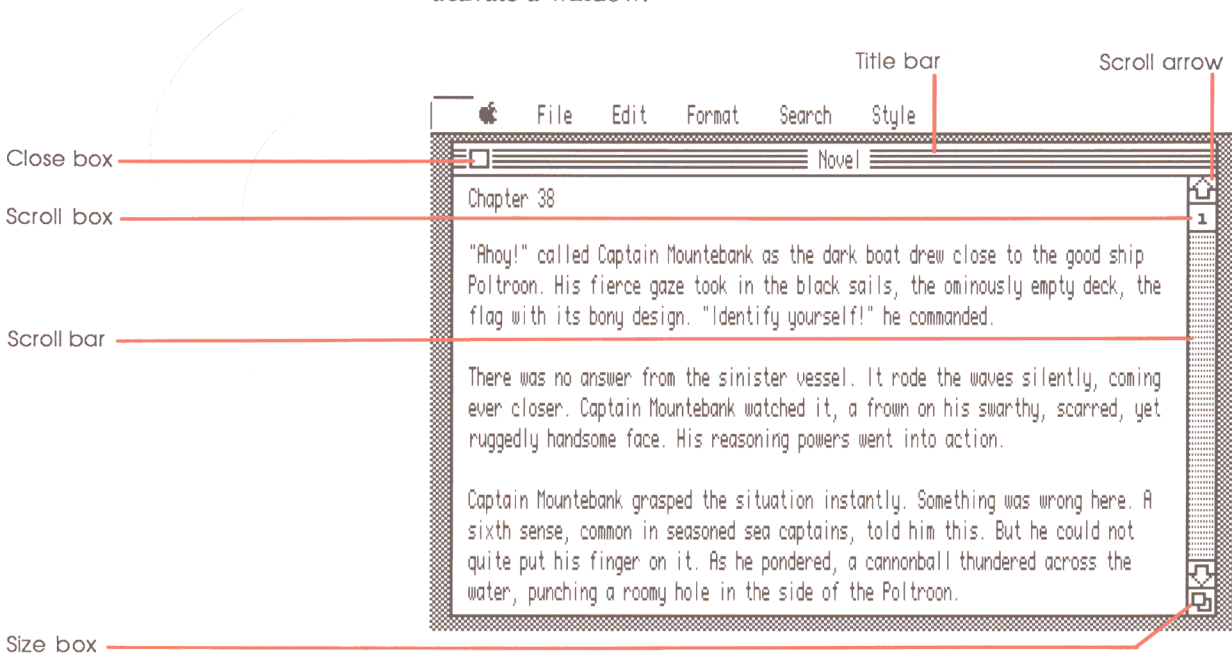 activate a window.
Title bar
Scroll arrow
File Edit Format Search Style
Close box
Novel
Chapter 38
Scroll box
1
"Ahoy!" called Captain Mountebank as the dark boat drew close to the good ship
Poltroon. His fierce gaze took in the black sails, the ominously empty deck, the
flag with its bony design. "Identify yourself!" he commanded.
Scroll bar
There was no answer from the sinister vessel. It rode the waves silently, coming
ever closer. Captain Mountebank watched it, a frown on his swarthy, scarred, yet
ruggedly handsome face. His reasoning powers went into action.
Captain Mountebank grasped the situation instantly. Something was wrong here. A
sixth sense, common in seasoned sea captains, told him this. But he could not
quite put his finger on it. As he pondered, a cannonball thundered across the
water, punching a roomy hole in the side of the Poltroon.
Size box